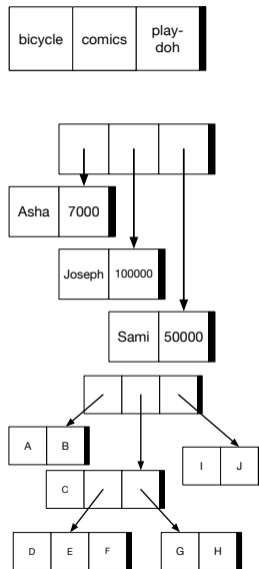 bicycle comics play-
doh
Asha 7000
Joseph 100000
Sami 50000
A B
I J
C
D E F G H